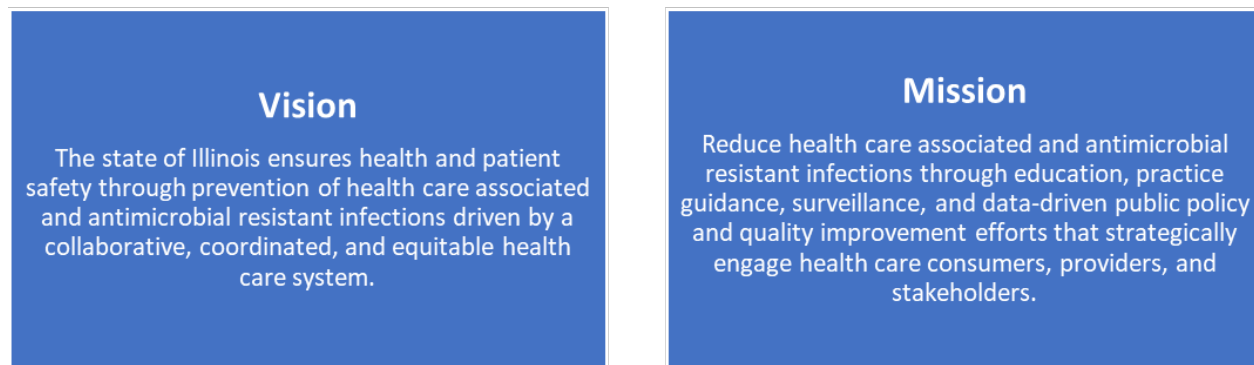 Vision
The state of Illinois ensures health and patient
safety through prevention of health care associated
and antimicrobial resistant infections driven by a
collaborative, coordinated, and equitable health
care system.
Mission
Reduce health care associated and antimicrobial
resistant infections through education, practice
guidance, surveillance, and data-driven public policy
and quality improvement efforts that strategically
engage health care consumers, providers, and
stakeholders.